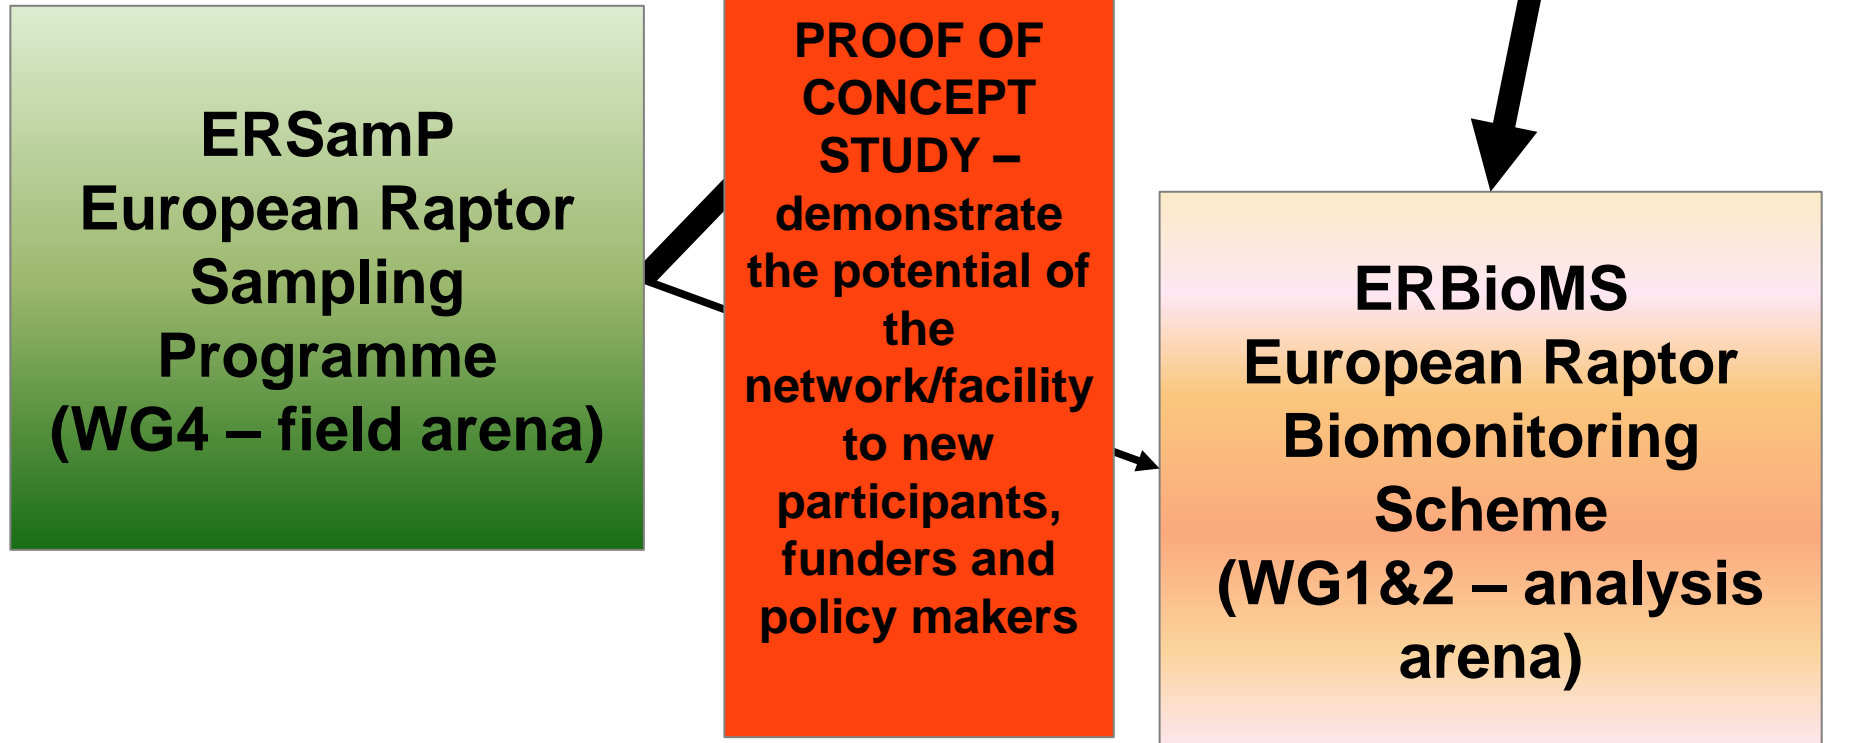 ERSamP
European Raptor
Sampling
Programme
(WG4 – field arena)
PROOF OF
CONCEPT
STUDY –
demonstrate
the potential of
the
network/facility
to new
participants,
funders and
policy makers
ERBioMS
European Raptor
Biomonitoring
Scheme
(WG1&2 – analysis
arena)